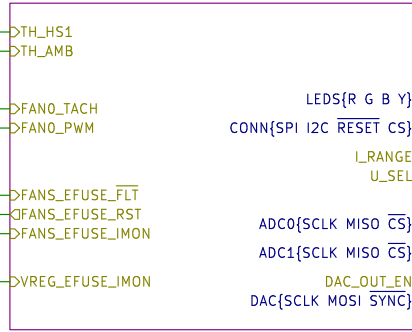 TH_HS1
TH_AMB
FAN0_TACH
FAN0_PWM
FANS_EFUSE_FLT
FANS_EFUSE_RST
FANS_EFUSE_IMON
VREG_EFUSE_IMON
LEDS{R G B Y}
CONN{SPI I2C RESET CS}
I_RANGE
U_SEL
ADC0{SCLK MISO CS}
ADC1{SCLK MISO CS}
DAC_OUT_EN
DAC{SCLK MOSI SYNC}